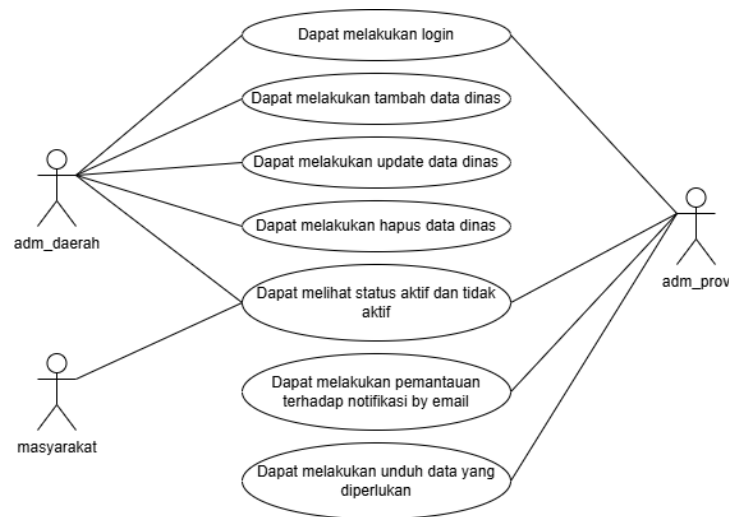 Dapat melakukan login
Dapat melakukan tambah data dinas
Dapat melakukan update data dinas
adm_daerah
Dapat melakukan hapus data dinas
adm_prov
Dapat melihat status aktif dan tidak
aktif
Dapat melakukan pemantauan
terhadap notifikasi by email
masyarakat
Dapat melakukan unduh data yang
diperlukan